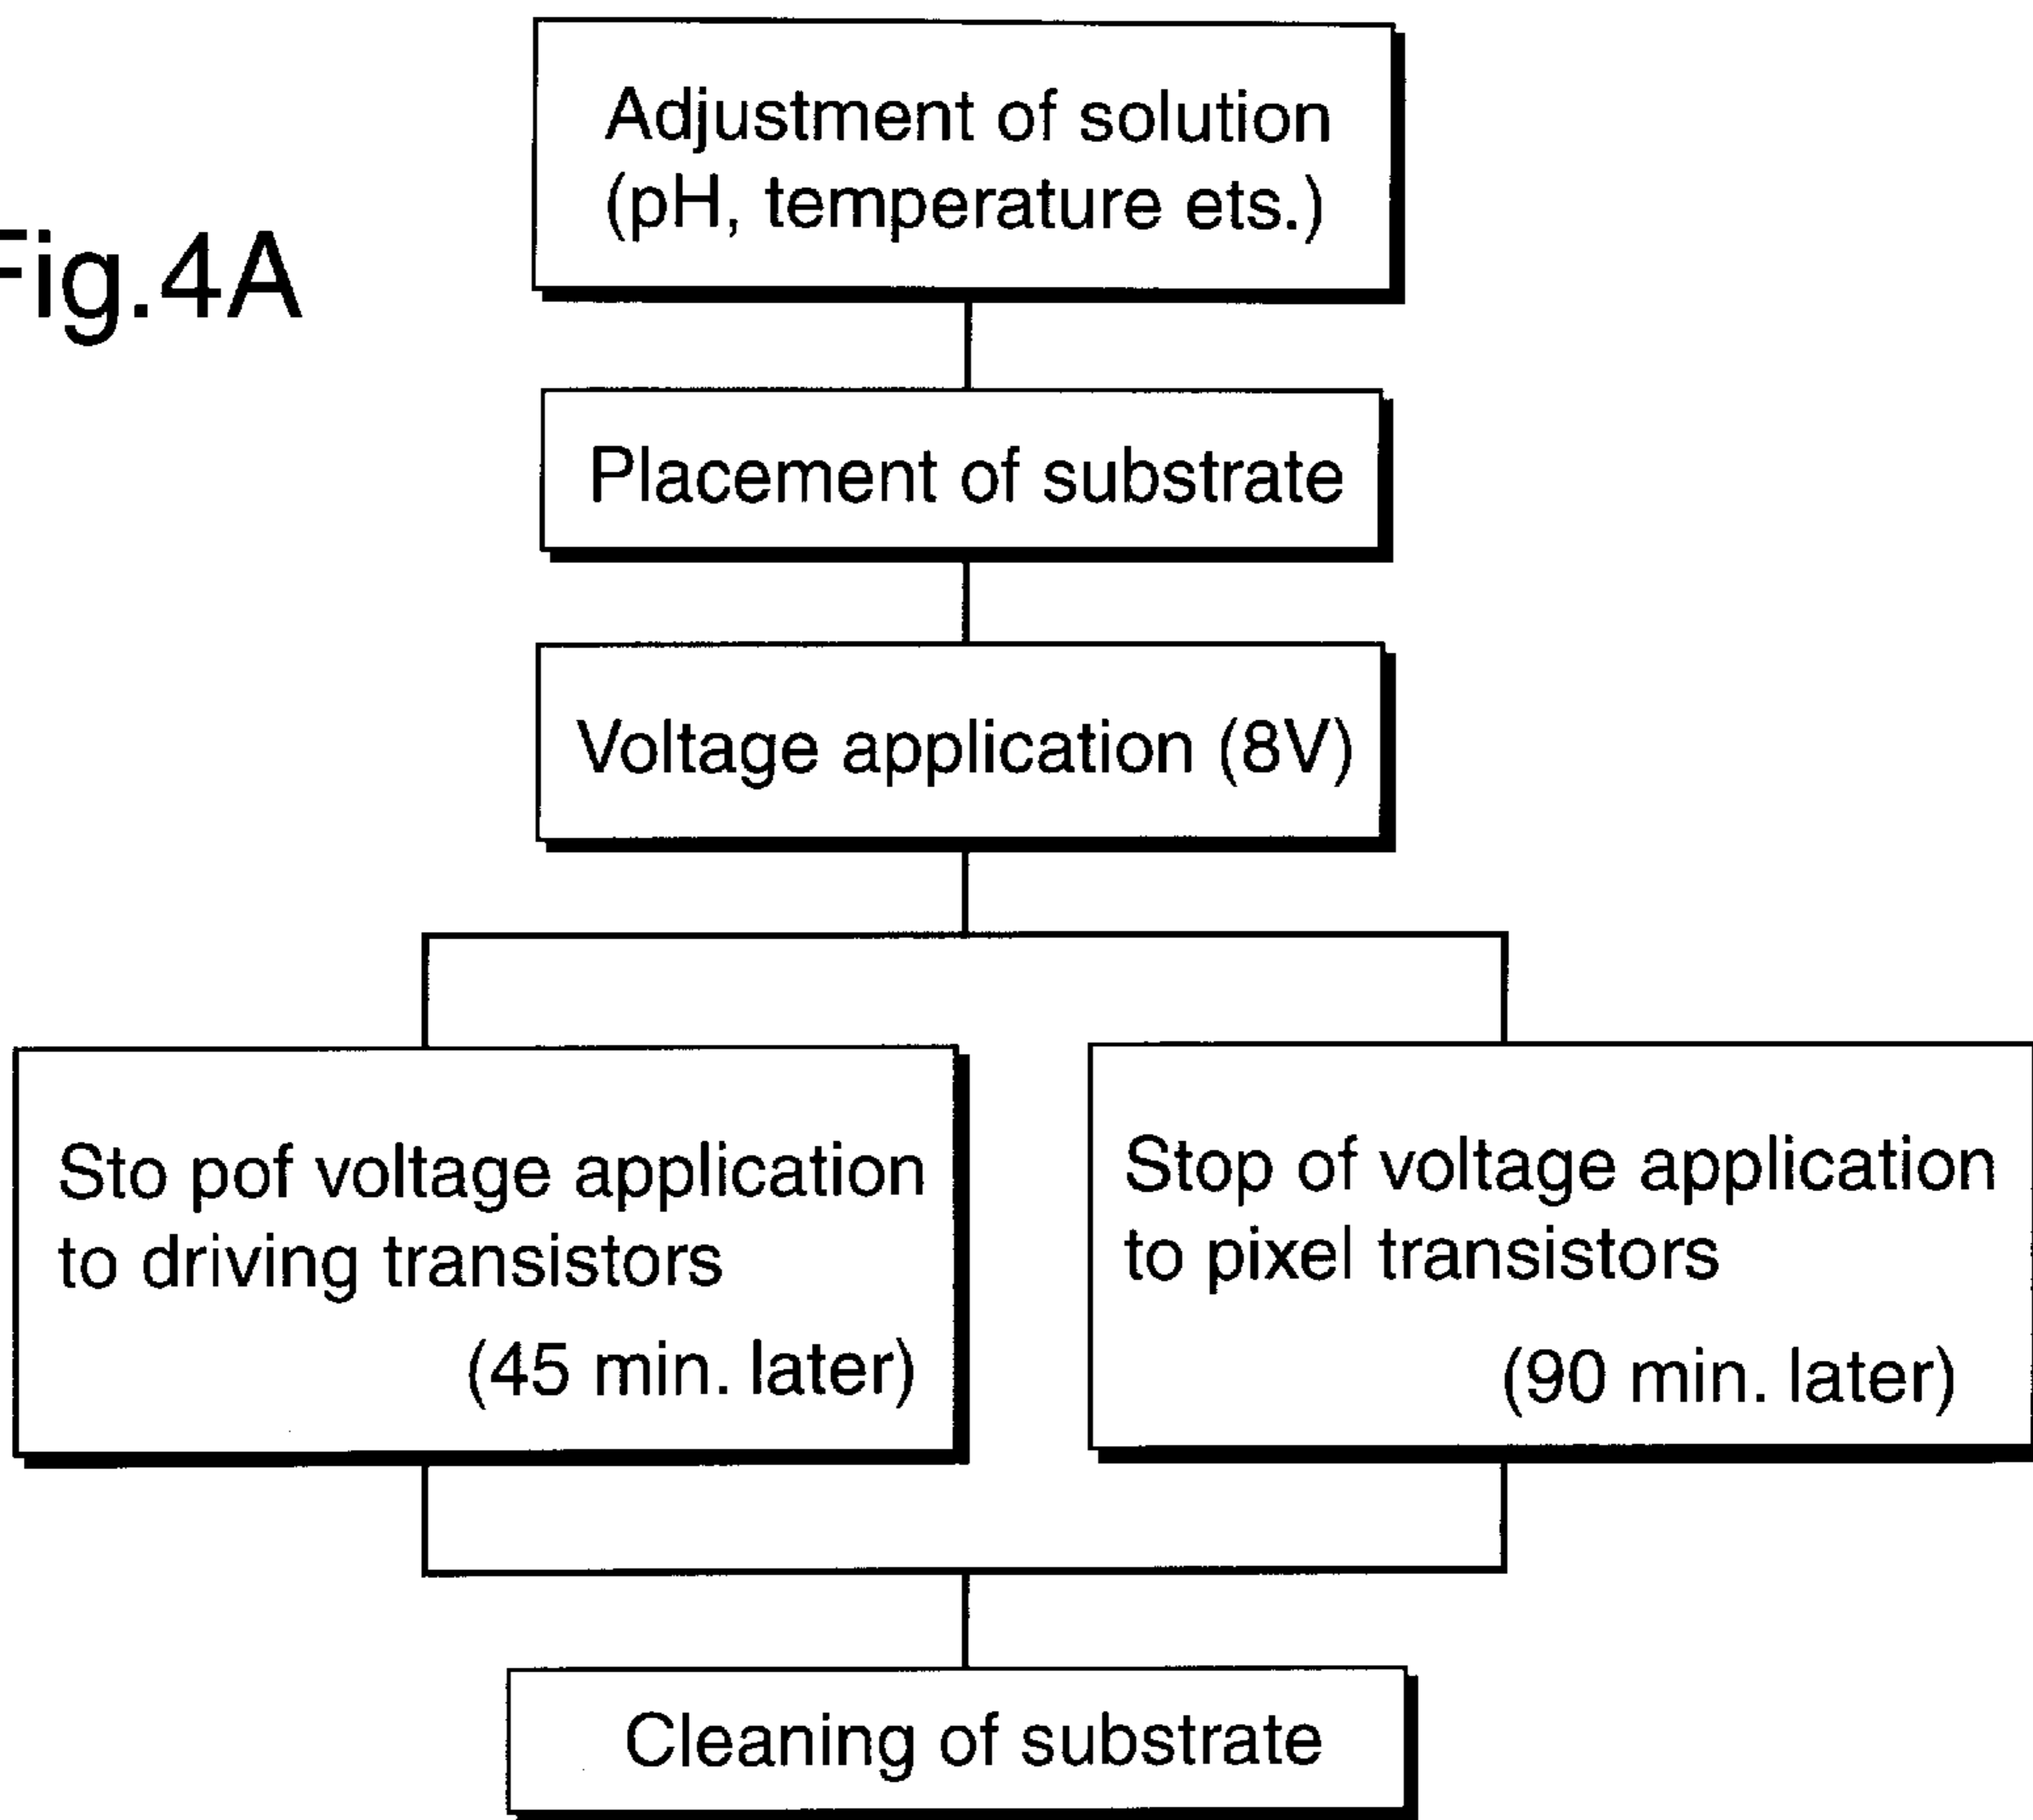 Adjustment of solution
(pH, temperature ets.)
Fig.4A
Placement of substrate
Voltage application (8V)
Sto pof voltage application
to driving transistors
(45 min. later)
Stop of voltage application
to pixel transistors
(90 min. later)
Cleaning of substrate